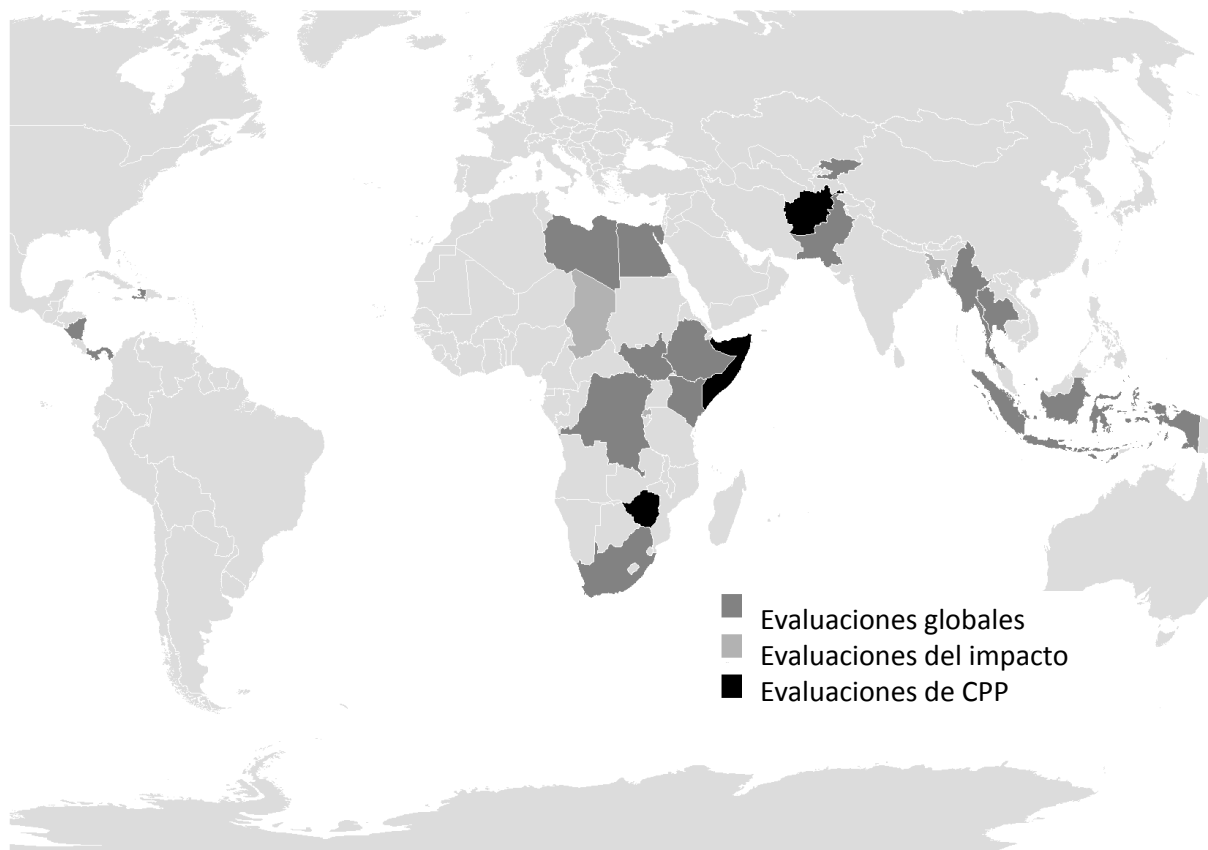 Evaluaciones globales
Evaluaciones del impacto
Evaluaciones de CPP